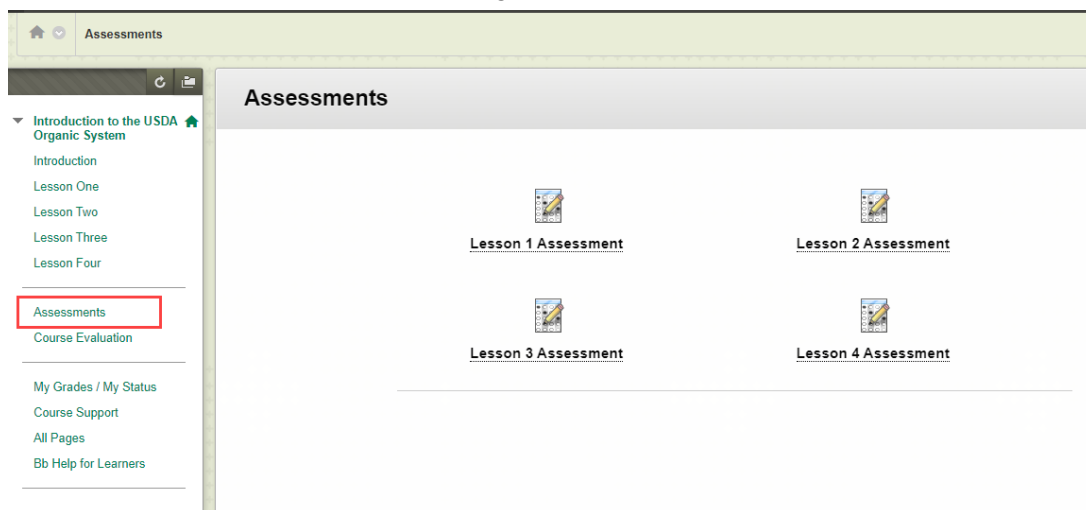 Assessments
Introduction to the USDA
Organic System
Introduction
Lesson One
Lesson Two
Lesson Three
Lesson Four
Assessments
Course Evaluation
My Grades / My Status
Course Support
All Pages
Bb Help for Learners
Assessments
Lesson 1 Assessment
Lesson 2 Assessment
Lesson 3 Assessment
Lesson 4 Assessment